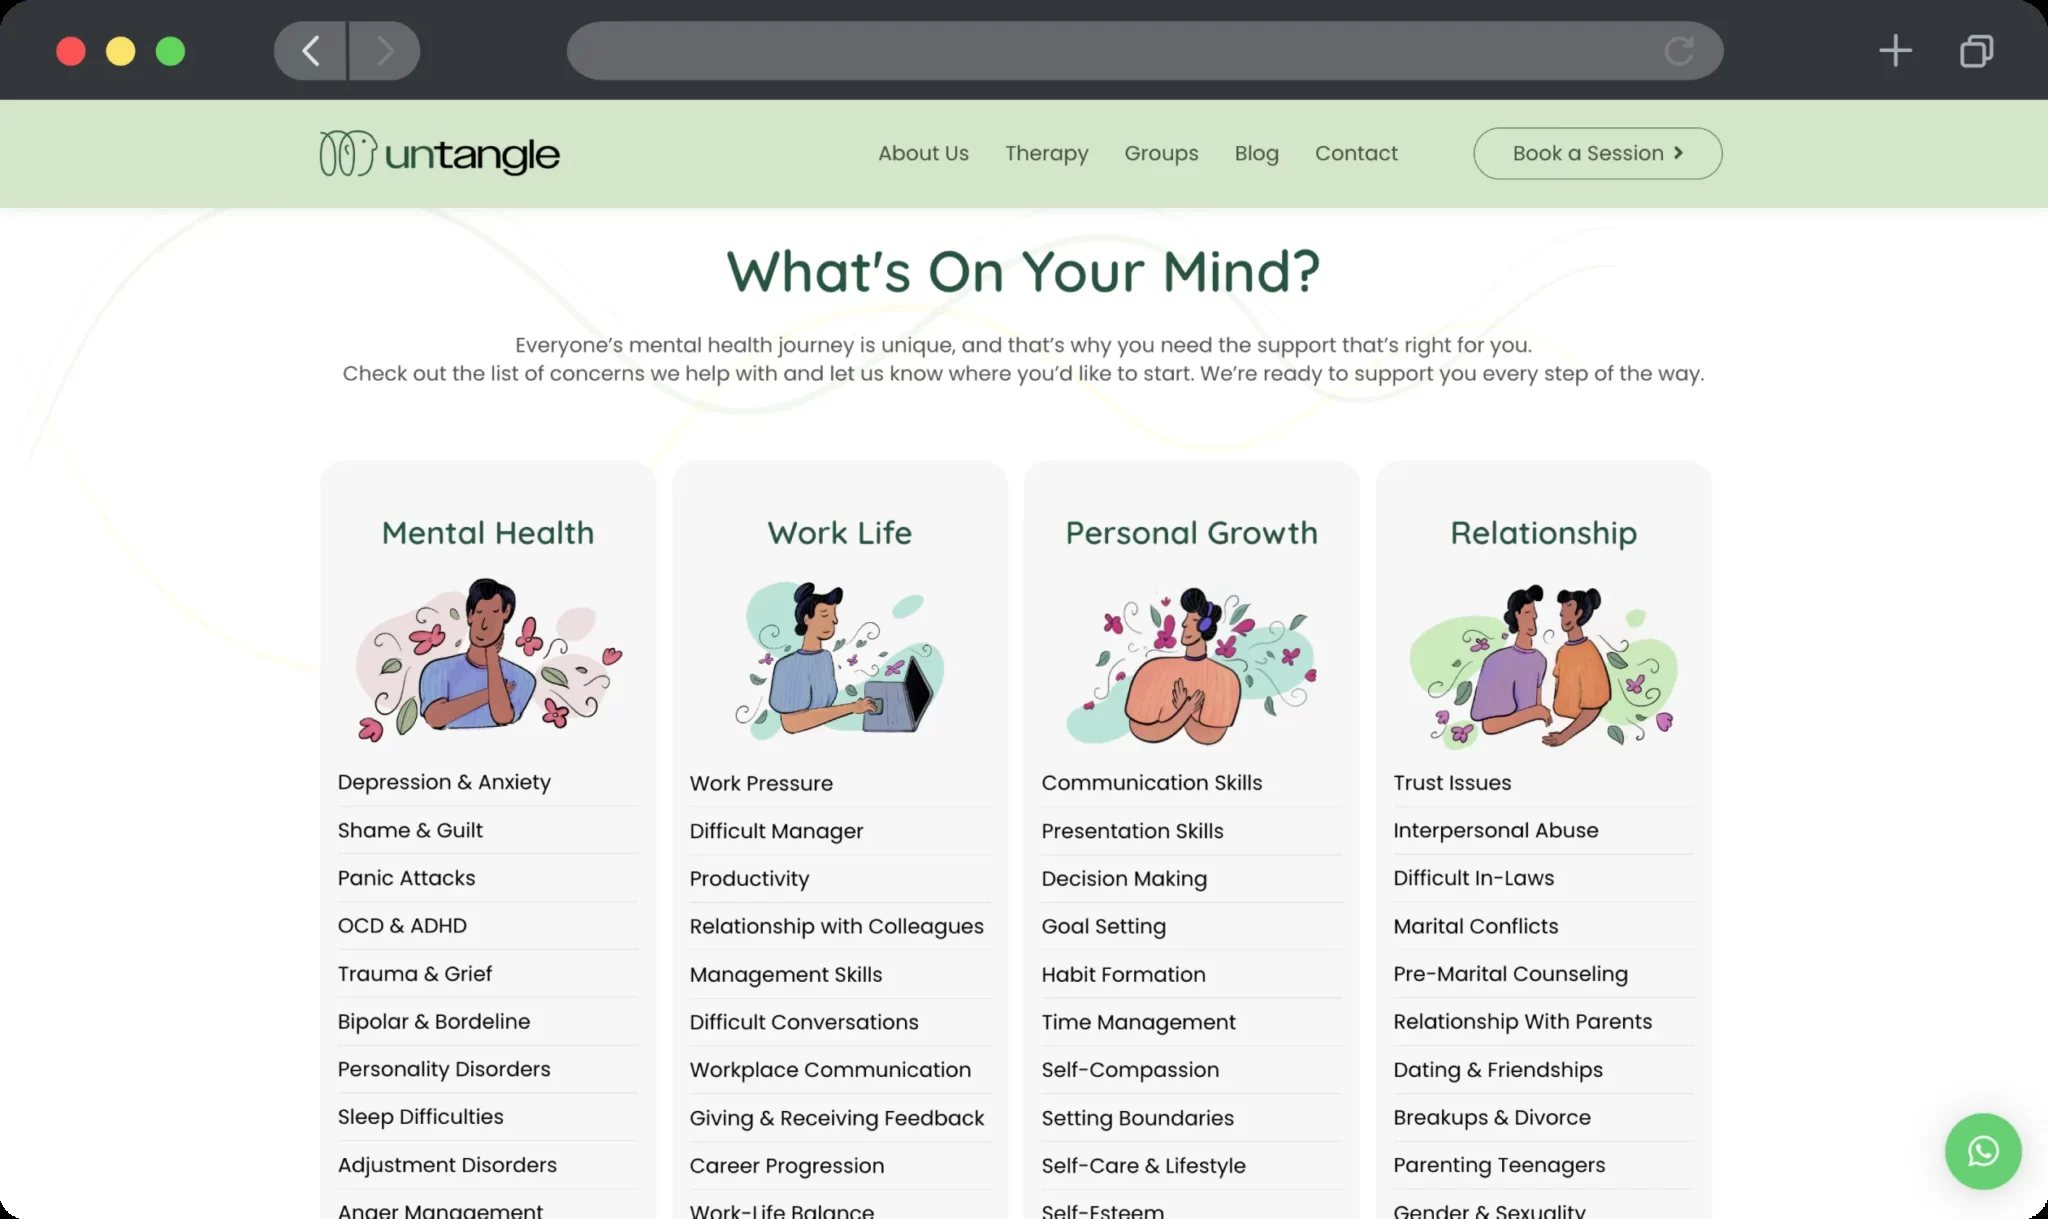 untangle
About Us
Therapy
Groups
Blog
Contact
Book a Session
What's On Your Mind?
Everyone’s mental health journey is unique, and that’s why you need the support that’s right for you.
Check out the list of concerns we help with and let us know where you’d like to start. We’re ready to support you every step of the way.
Mental Health
Depression & Anxiety
Shame & Guilt
Panic Attacks
OCD & ADHD
Trauma & Grief
Bipolar & Bordeline
Personality Disorders
Sleep Difficulties
Adjustment Disorders
Anger Management
Work Life
Work Pressure
Difficult Manager
Productivity
Relationship with Colleagues
Management Skills
Difficult Conversations
Workplace Communication
Giving & Receiving Feedback
Career Progression
Work-Life Balance
Personal Growth
Communication Skills
Presentation Skills
Decision Making
Goal Setting
Habit Formation
Time Management
Self-Compassion
Setting Boundaries
Self-Care & Lifestyle
Self-Esteem
Relationship
Trust Issues
Interpersonal Abuse
Difficult In-Laws
Marital Conflicts
Pre-Marital Counseling
Relationship With Parents
Dating & Friendships
Breakups & Divorce
Parenting Teenagers
Gender & Sexuality